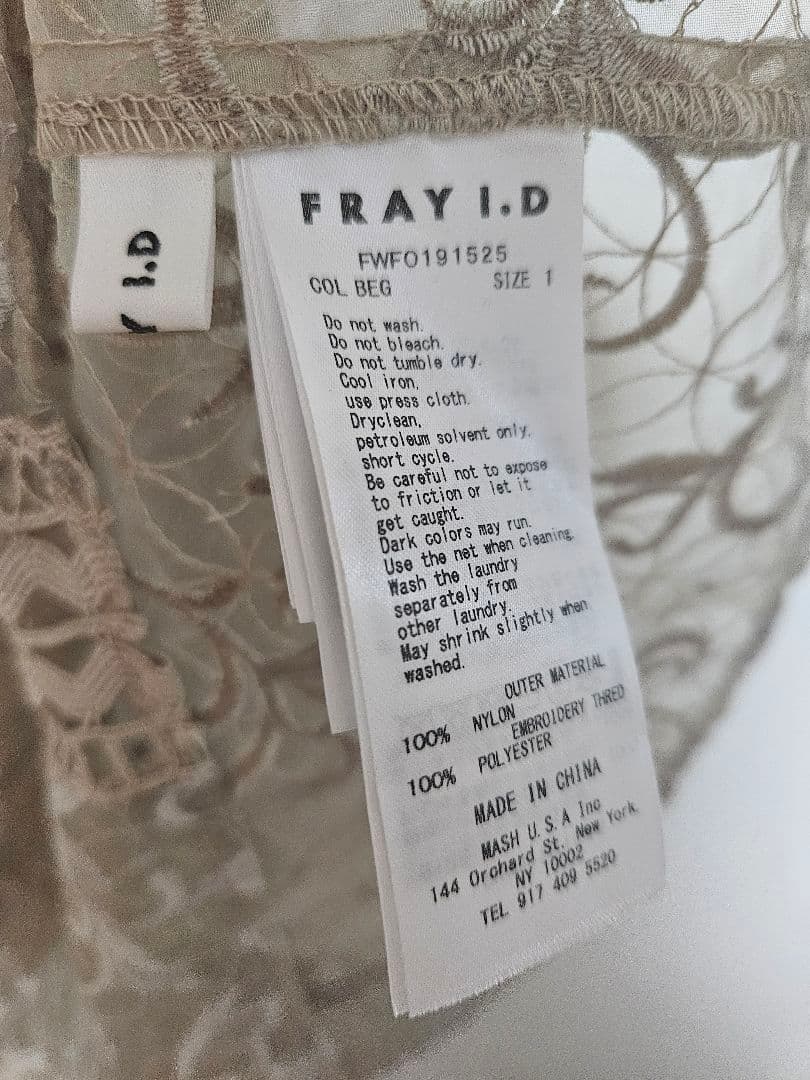 Y I.D
FRAY I.D
FWFO191525
COL BEG SIZE 1
Do not wash.
Do not bleach.
Do not tumble dry.
Cool iron,
use press cloth.
Dryclean,
petroleum solvent only.
short cycle.
Be careful not to expose
to friction or let it
get caught.
Dark colors may run.
Use the net when cleaning.
Wash the laundry
separately from
other laundry.
May shrink slightly when
washed.
OUTER MATERIAL
100% NYLON
EMBROIDERY THRED
100% POLYESTER
MADE IN CHINA
MASH U.S.A Inc
144 Orchard St. New York.
NY 10002
TEL 917 409 5520